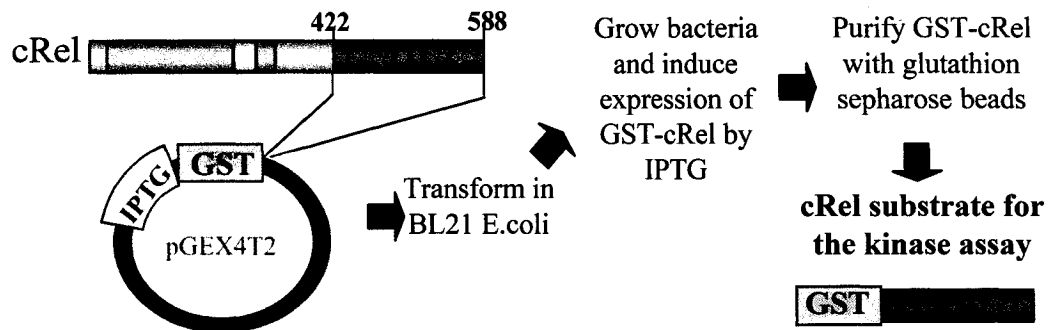 422
588
cRel
GST
IPTG
pGEX4T2
Transform in
BL21 E.coli
Grow bacteria
and induce
expression of
GST-cRel by
IPTG
Purify GST-cRel
with glutathion
sepharose beads
cRel substrate for
the kinase assay
GST